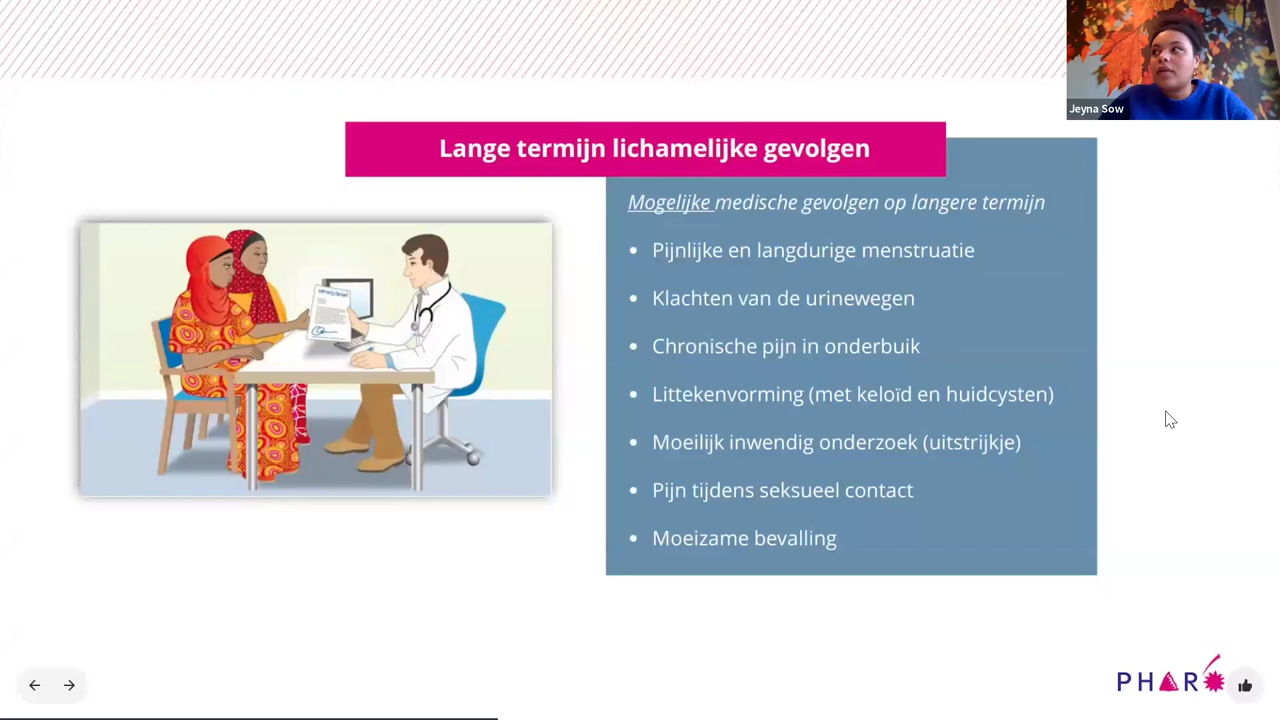 Jeyna Sow
Lange termijn lichamelijke gevolgen
Mogelijke medische gevolgen op langere termijn
• Pijnlijke en langdurige menstruatie
• Klachten van de urinewegen
• Chronische pijn in onderbuik
• Littekenvorming (met keloïd en huidcysten)
• Moeilijk inwendig onderzoek (uitstrijkje)
• Pijn tijdens seksueel contact
• Moeizame bevalling
verwijsbrief
PHAROS